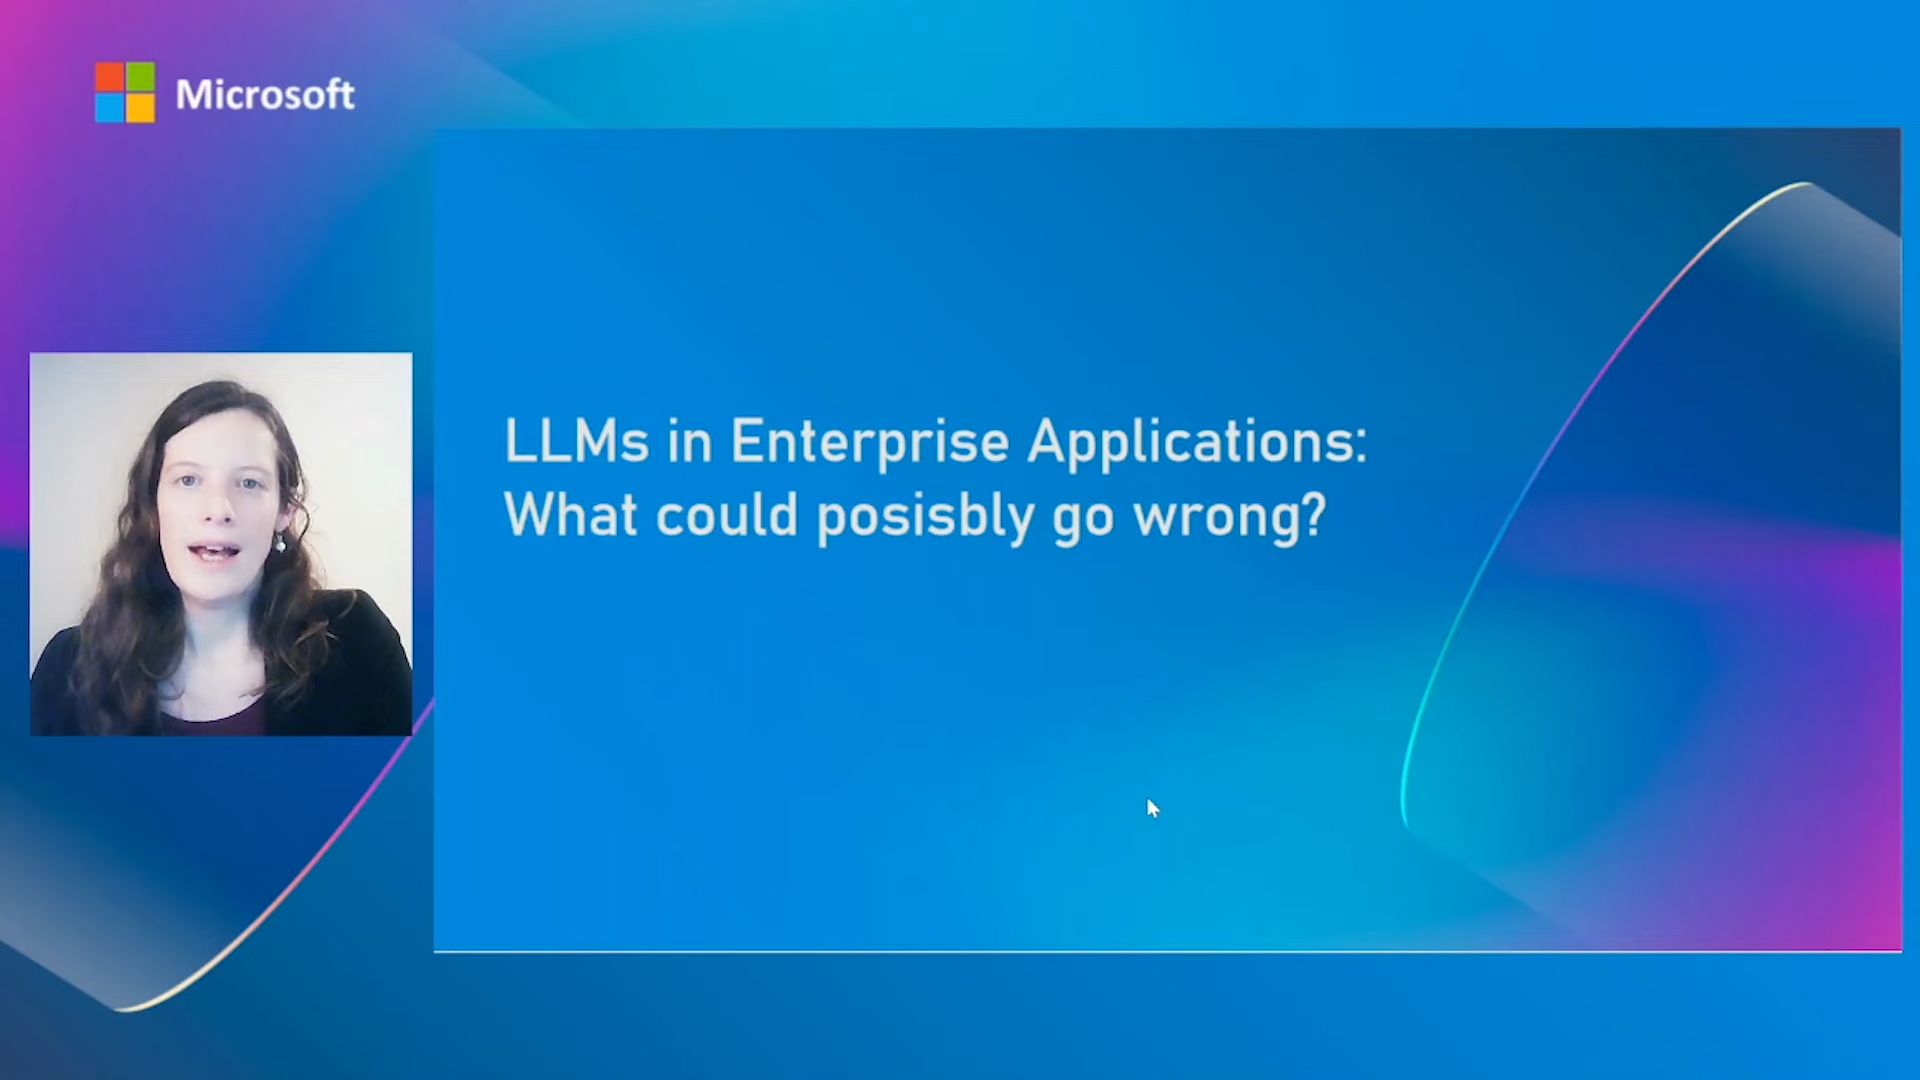 Microsoft
LLMs in Enterprise Applications:
What could posisbly go wrong?